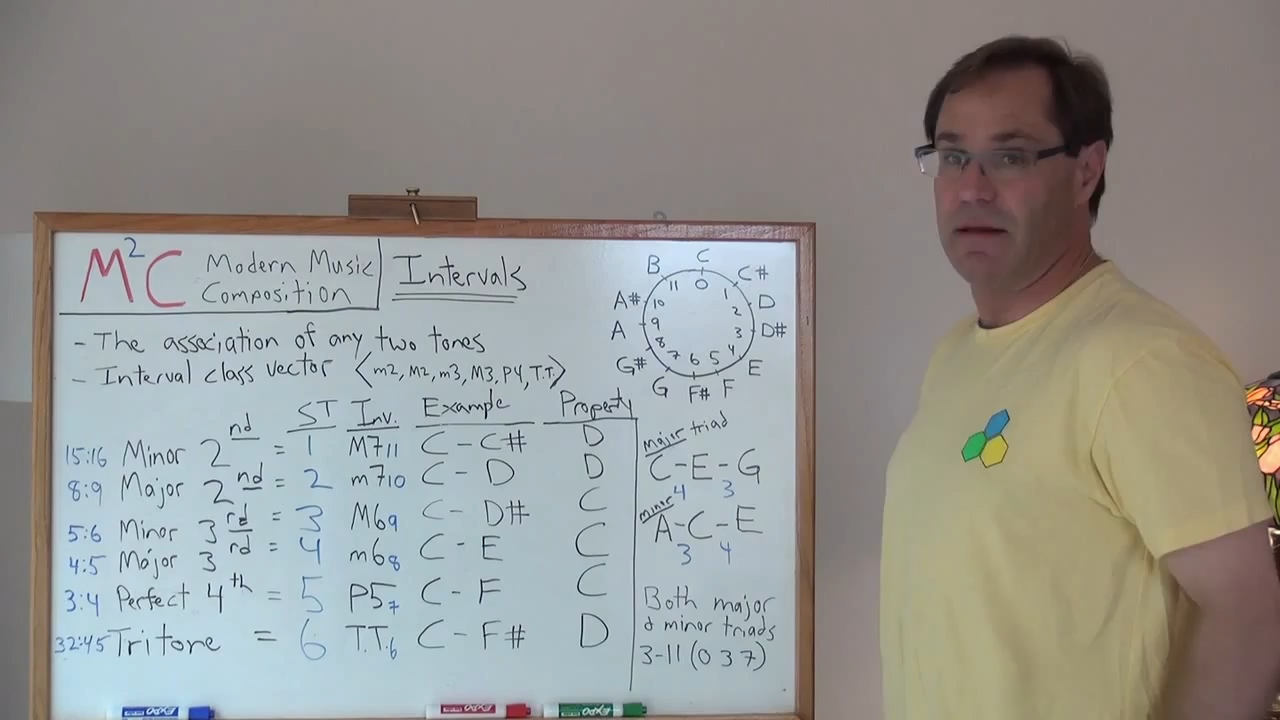 M²C Modern Music Composition Intervals
- The association of any two tones
- Interval class vector <m2, M2, m3, M3, P4, T.T.>
ST Inv. Example Property
15:16 Minor 2nd = 1 M7 11 C - C# D
8:9 Major 2nd = 2 m7 10 C - D D
5:6 Minor 3rd = 3 M6 9 C - D# C
4:5 Major 3rd = 4 m6 8 C - E C
3:4 Perfect 4th = 5 P5 7 C - F C
32:45 Tritone = 6 T.T. 6 C - F# D
C C# D D# E F F# G G# A A# B
0 1 2 3 4 5 6 7 8 9 10 11
major triad
C-E-G
4 3
minor
A-C-E
3 4
Both major
& minor triads
3-11 (0 3 7)
EXPO
EXPO
EXPO